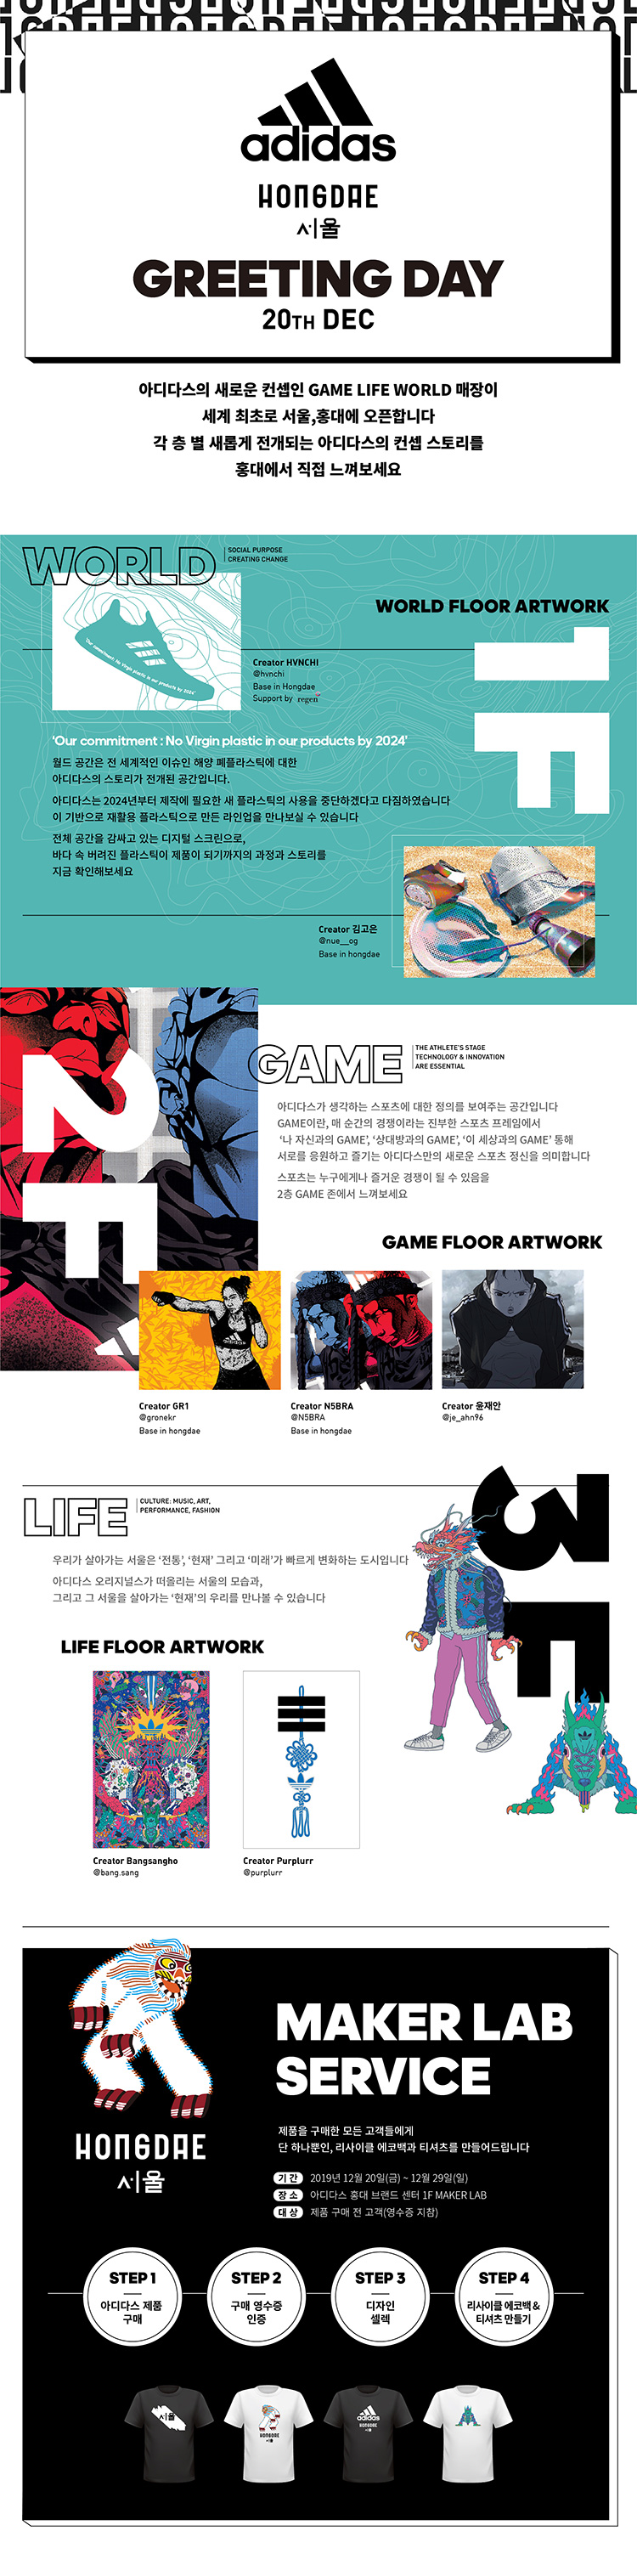 adidas
HONGDAE
서울
GREETING DAY
20TH DEC
아디다스의 새로운 컨셉인 GAME LIFE WORLD 매장이
세계 최초로 서울,홍대에 오픈합니다
각 층 별 새롭게 전개되는 아디다스의 컨셉 스토리를
홍대에서 직접 느껴보세요
WORLD
SOCIAL PURPOSE
CREATING CHANGE
WORLD FLOOR ARTWORK
1F
'Our commitment: No Virgin plastic in our products by 2024'
Creator HVNCHI
@hvnchi
Base in Hongdae
Support by regen
'Our commitment : No Virgin plastic in our products by 2024'
월드 공간은 전 세계적인 이슈인 해양 폐플라스틱에 대한
아디다스의 스토리가 전개된 공간입니다.
아디다스는 2024년부터 제작에 필요한 새 플라스틱의 사용을 중단하겠다고 다짐하였습니다
이 기반으로 재활용 플라스틱으로 만든 라인업을 만나보실 수 있습니다
전체 공간을 감싸고 있는 디지털 스크린으로,
바다 속 버려진 플라스틱이 제품이 되기까지의 과정과 스토리를
지금 확인해보세요
Creator 김고은
@nue__og
Base in hongdae
2F
GAME
THE ATHLETE'S STAGE
TECHNOLOGY & INNOVATION
ARE ESSENTIAL
아디다스가 생각하는 스포츠에 대한 정의를 보여주는 공간입니다
GAME이란, 매 순간의 경쟁이라는 진부한 스포츠 프레임에서
'나 자신과의 GAME', '상대방과의 GAME', '이 세상과의 GAME' 통해
서로를 응원하고 즐기는 아디다스만의 새로운 스포츠 정신을 의미합니다
스포츠는 누구에게나 즐거운 경쟁이 될 수 있음을
2층 GAME 존에서 느껴보세요
GAME FLOOR ARTWORK
Creator GR1
@gronekr
Base in hongdae
Creator N5BRA
@N5BRA
Base in hongdae
Creator 윤재안
@je_ahn96
3F
LIFE
CULTURE: MUSIC, ART,
PERFORMANCE, FASHION
우리가 살아가는 서울은 '전통', '현재' 그리고 '미래'가 빠르게 변화하는 도시입니다
아디다스 오리지널스가 떠올리는 서울의 모습과,
그리고 그 서울을 살아가는 '현재'의 우리를 만나볼 수 있습니다
LIFE FLOOR ARTWORK
Creator Bangsangho
@bang.sang
Creator Purplurr
@purplurr
HONGDAE
서울
MAKER LAB
SERVICE
제품을 구매한 모든 고객들에게
단 하나뿐인, 리사이클 에코백과 티셔츠를 만들어드립니다
기 간 2019년 12월 20일(금) ~ 12월 29일(일)
장 소 아디다스 홍대 브랜드 센터 1F MAKER LAB
대 상 제품 구매 전 고객(영수증 지참)
STEP 1
아디다스 제품
구매
STEP 2
구매 영수증
인증
STEP 3
디자인
셀렉
STEP 4
리사이클 에코백 &
티셔츠 만들기
서울
HONGDAE
서울
adidas
HONGDAE
서울